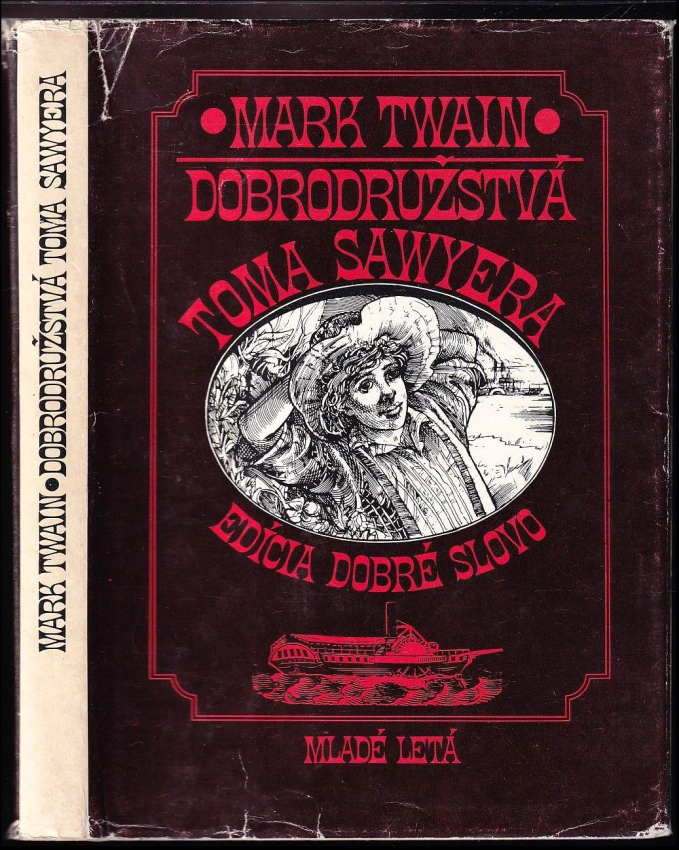 MARK TWAIN • DOBRODRUŽSTVÁ TOMA SAWYERA
• MARK TWAIN •
DOBRODRUŽSTVÁ
TOMA SAWYERA
EDÍCIA DOBRÉ SLOVO
MLADÉ LETÁ